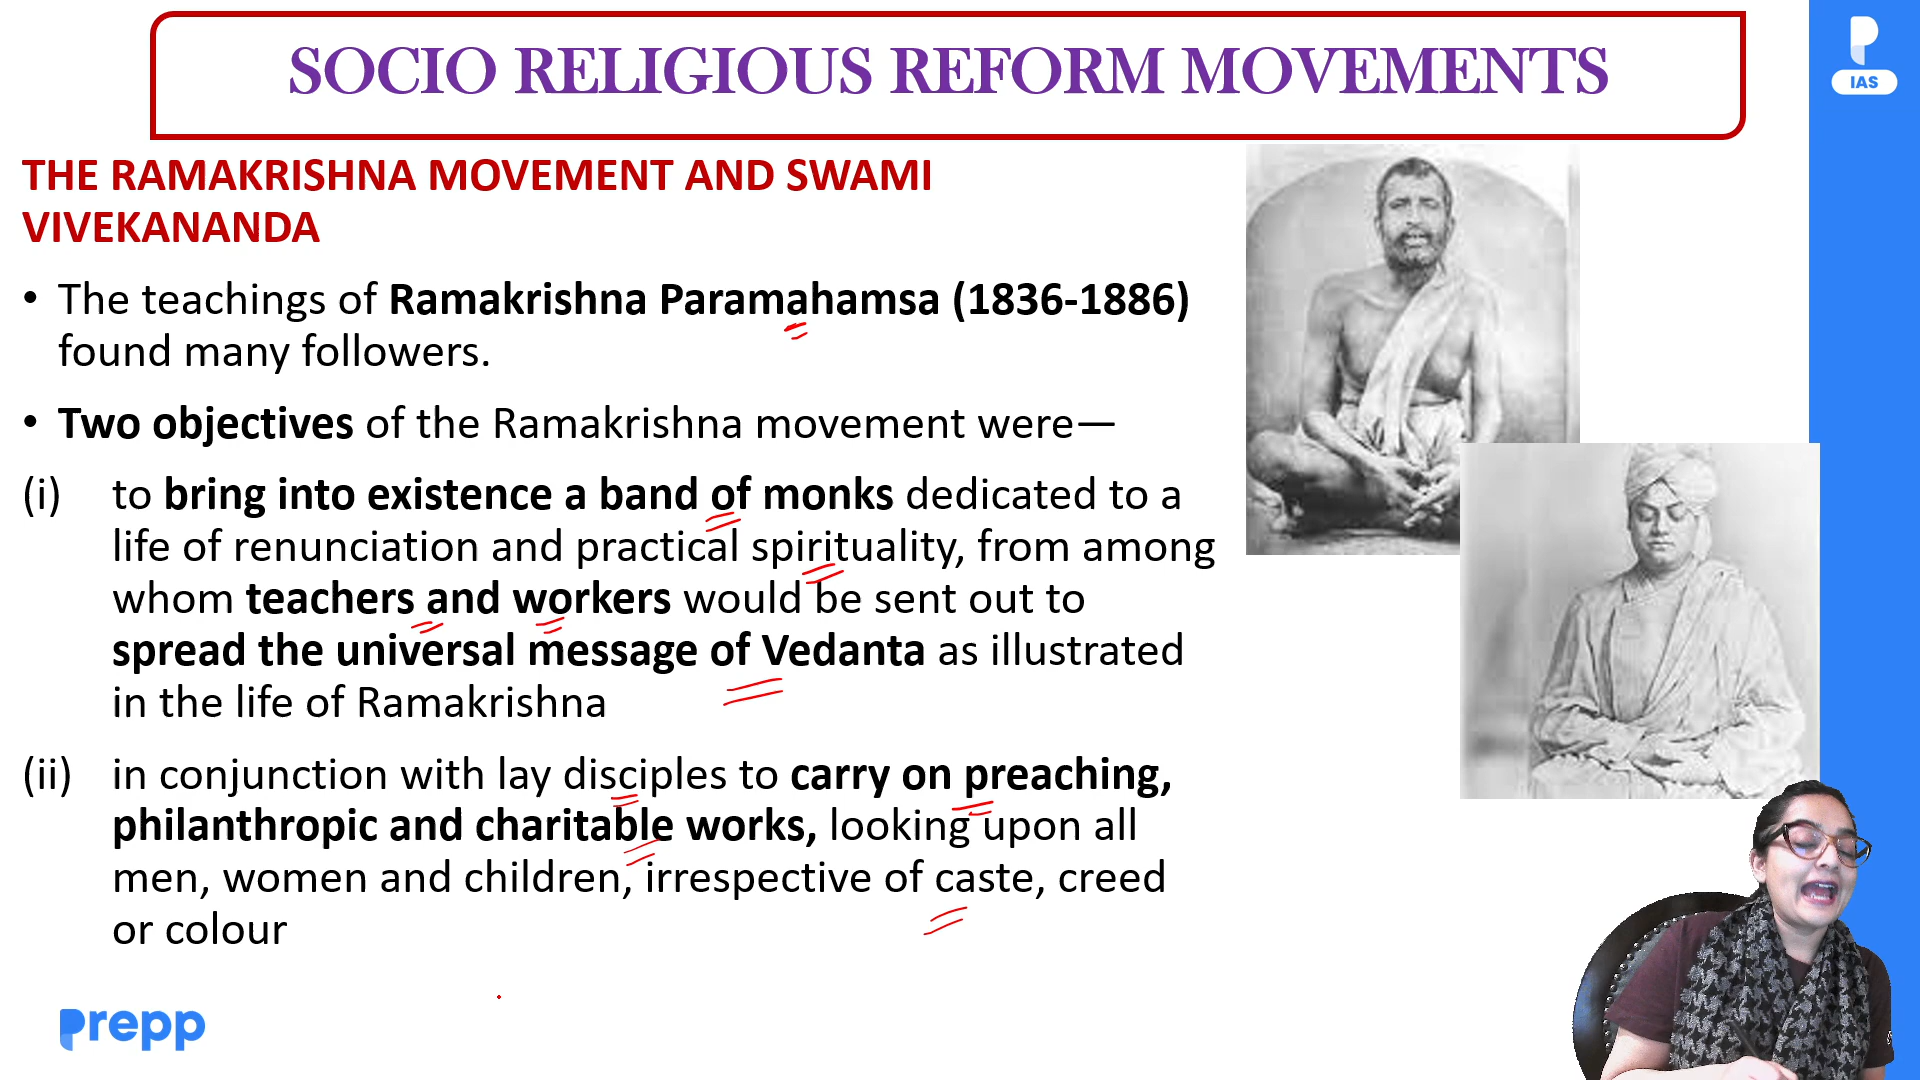 SOCIO RELIGIOUS REFORM MOVEMENTS
IAS
THE RAMAKRISHNA MOVEMENT AND SWAMI
VIVEKANANDA
• The teachings of Ramakrishna Paramahamsa (1836-1886)
found many followers.
• Two objectives of the Ramakrishna movement were—
(i) to bring into existence a band of monks dedicated to a
life of renunciation and practical spirituality, from among
whom teachers and workers would be sent out to
spread the universal message of Vedanta as illustrated
in the life of Ramakrishna
(ii) in conjunction with lay disciples to carry on preaching,
philanthropic and charitable works, looking upon all
men, women and children, irrespective of caste, creed
or colour
Prepp